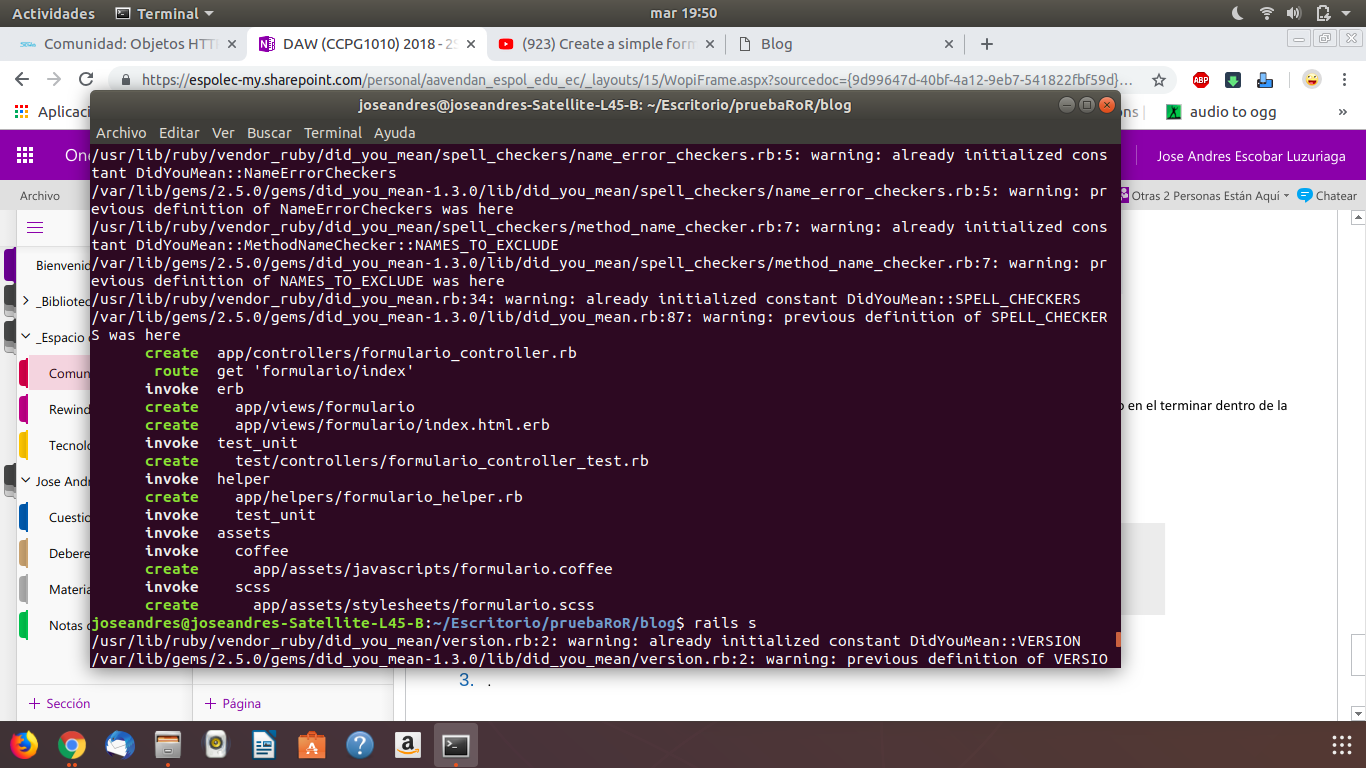 Actividades Terminal mar 19:50
Comunidad: Objetos HTT DAW (CCPG1010) 2018 - 2S (923) Create a simple form Blog
https://espolec-my.sharepoint.com/personal/aavendan_espol_edu_ec/_layouts/15/WopiFrame.aspx?sourcedoc={9d99647d-40bf-4a12-9eb7-541822fbf59d}... ABP
Aplicaci ons audio to ogg »
joseandres@joseandres-Satellite-L45-B: ~/Escritorio/pruebaRoR/blog
Archivo Editar Ver Buscar Terminal Ayuda
On Jose Andres Escobar Luzuriaga
Archivo Otras 2 Personas Están Aquí Chatear
/usr/lib/ruby/vendor_ruby/did_you_mean/spell_checkers/name_error_checkers.rb:5: warning: already initialized cons
tant DidYouMean::NameErrorCheckers
/var/lib/gems/2.5.0/gems/did_you_mean-1.3.0/lib/did_you_mean/spell_checkers/name_error_checkers.rb:5: warning: pr
evious definition of NameErrorCheckers was here
/usr/lib/ruby/vendor_ruby/did_you_mean/spell_checkers/method_name_checker.rb:7: warning: already initialized cons
tant DidYouMean::MethodNameChecker::NAMES_TO_EXCLUDE
/var/lib/gems/2.5.0/gems/did_you_mean-1.3.0/lib/did_you_mean/spell_checkers/method_name_checker.rb:7: warning: pr
evious definition of NAMES_TO_EXCLUDE was here
/usr/lib/ruby/vendor_ruby/did_you_mean.rb:34: warning: already initialized constant DidYouMean::SPELL_CHECKERS
/var/lib/gems/2.5.0/gems/did_you_mean-1.3.0/lib/did_you_mean.rb:87: warning: previous definition of SPELL_CHECKER
S was here
create app/controllers/formulario_controller.rb
route get 'formulario/index'
invoke erb
create app/views/formulario
create app/views/formulario/index.html.erb
invoke test_unit
create test/controllers/formulario_controller_test.rb
invoke helper
create app/helpers/formulario_helper.rb
invoke test_unit
invoke assets
invoke coffee
create app/assets/javascripts/formulario.coffee
invoke scss
create app/assets/stylesheets/formulario.scss
joseandres@joseandres-Satellite-L45-B:~/Escritorio/pruebaRoR/blog$ rails s
/usr/lib/ruby/vendor_ruby/did_you_mean/version.rb:2: warning: already initialized constant DidYouMean::VERSION
/var/lib/gems/2.5.0/gems/did_you_mean-1.3.0/lib/did_you_mean/version.rb:2: warning: previous definition of VERSIO
Bienvenic
_Bibliotec
_Espacio
Comun
Rewind
Tecnolo
Jose Andr
Cuestic
Debere
Materia
Notas
o en el terminar dentro de la
3. .
+ Sección + Página